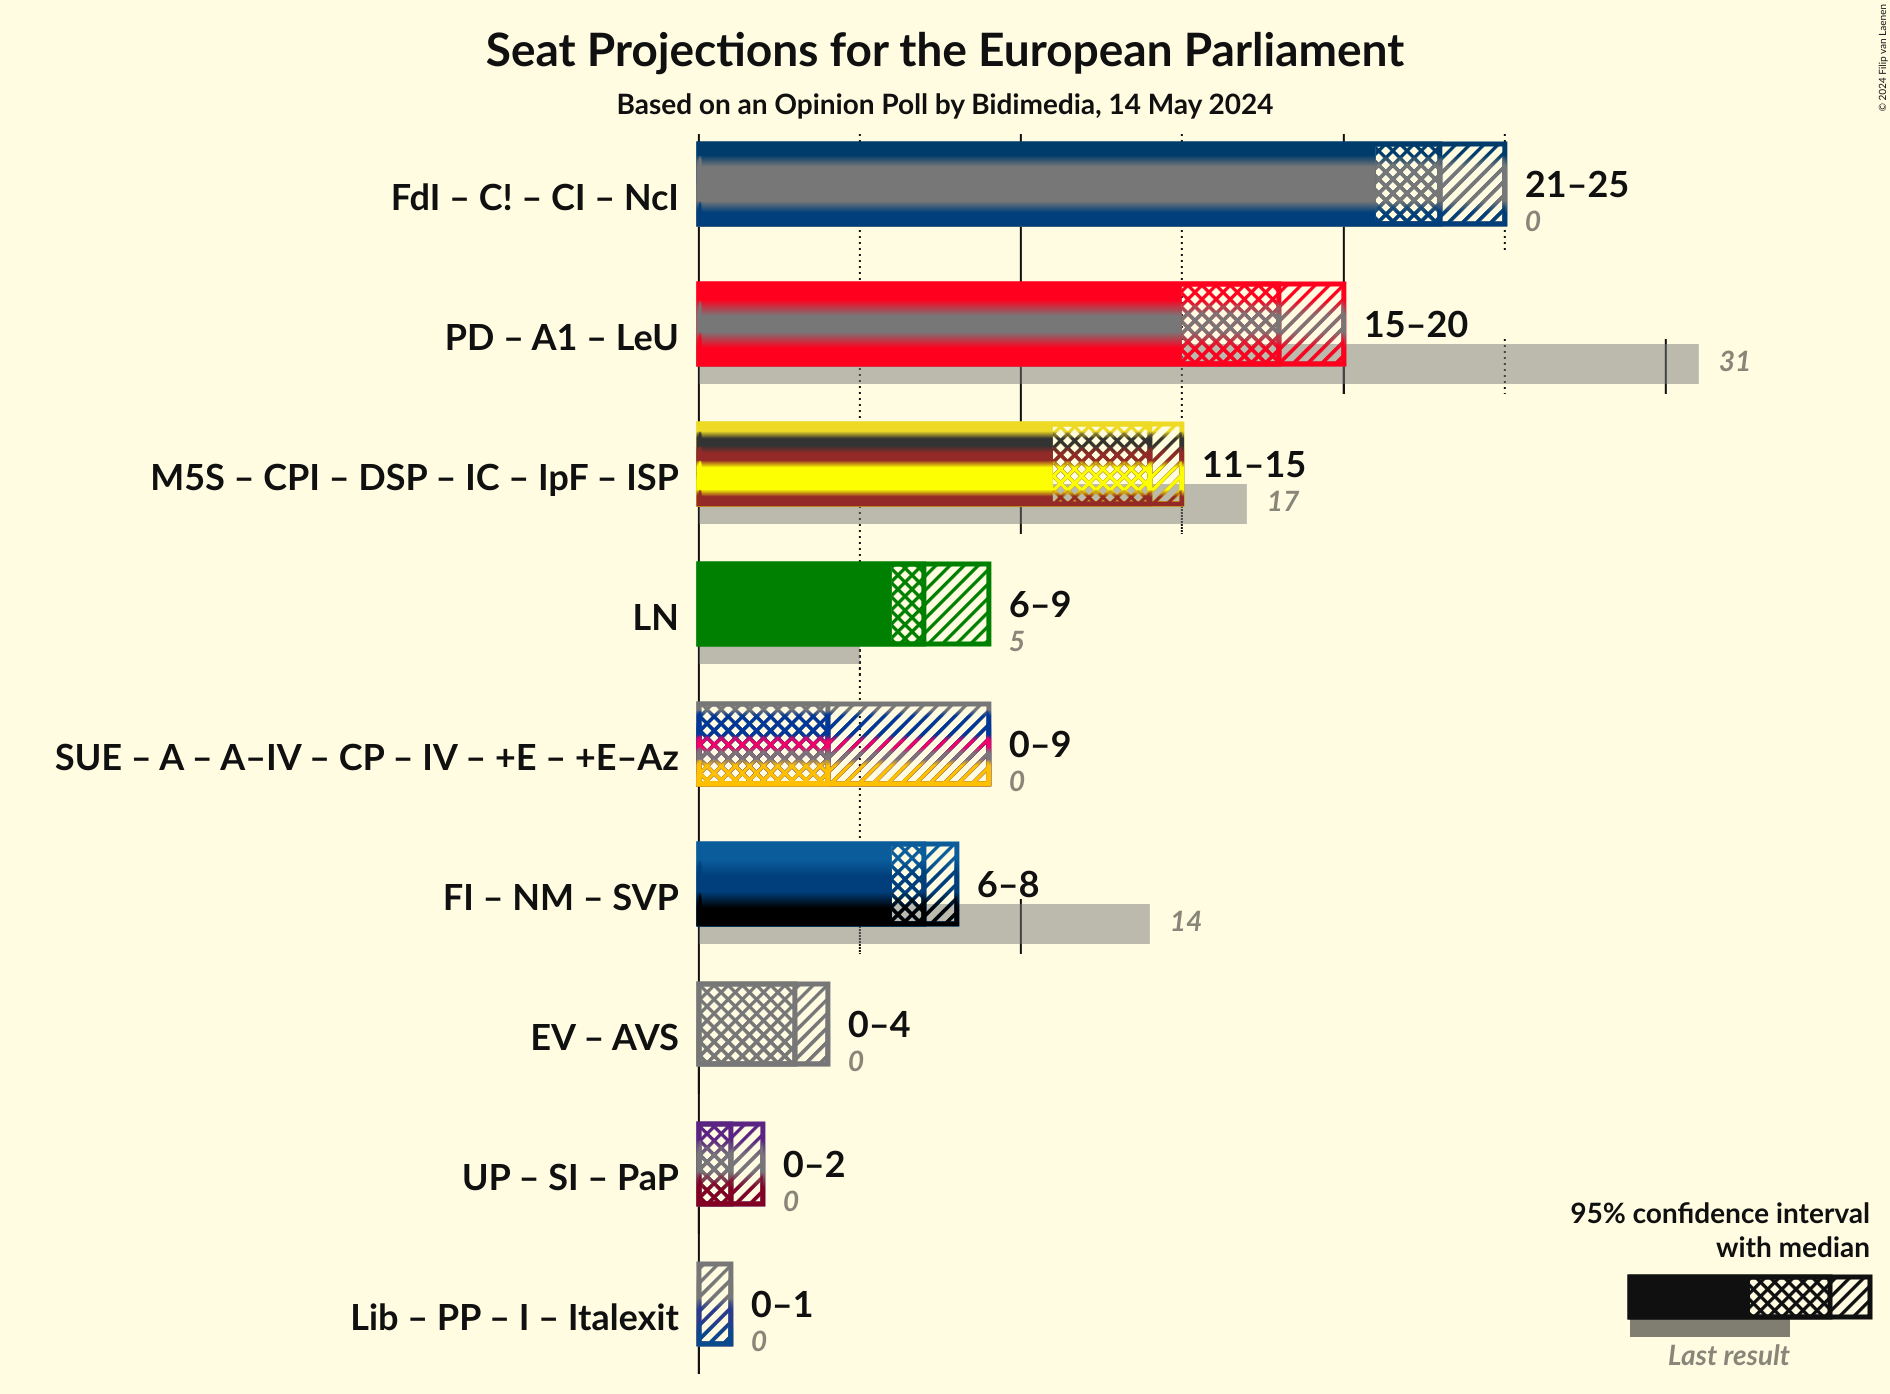 Seat Projections for the European Parliament
Based on an Opinion Poll by Bidimedia, 14 May 2024
© 2024 Filip van Laenen
FdI – C! – CI – NcI
21–25
0
PD – A1 – LeU
15–20
31
M5S – CPI – DSP – IC – IpF – ISP
11–15
17
LN
6–9
5
SUE – A – A–IV – CP – IV – +E – +E–Az
0–9
0
FI – NM – SVP
6–8
14
EV – AVS
0–4
0
UP – SI – PaP
0–2
0
Lib – PP – I – Italexit
0–1
0
95% confidence interval
with median
Last result